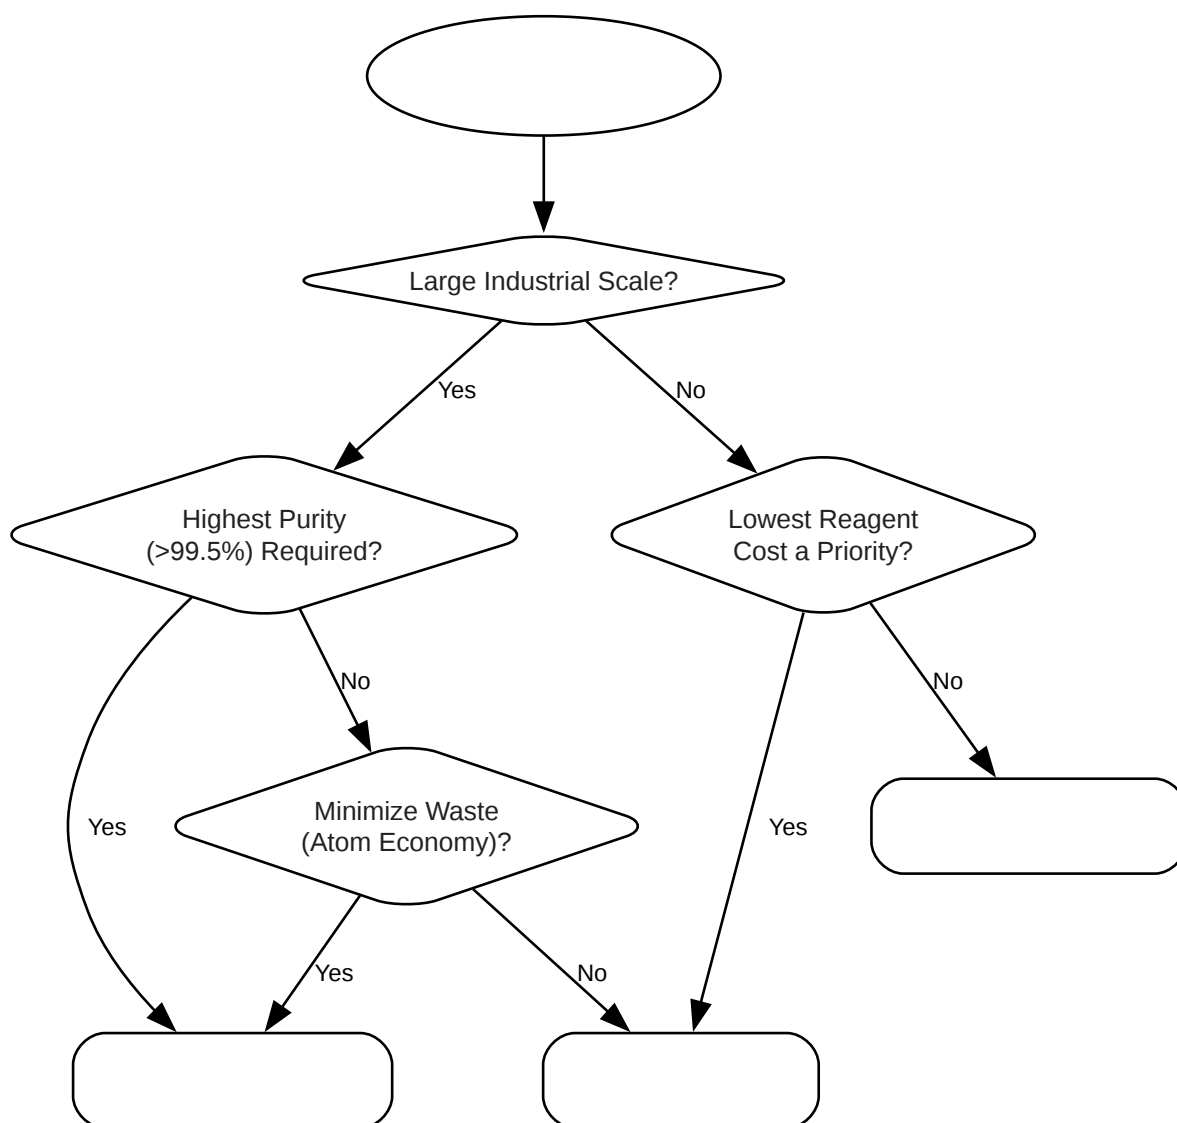 Large Industrial Scale?
Yes
No
Highest Purity
(>99.5%) Required?
Lowest Reagent
Cost a Priority?
No
No
Minimize Waste
(Atom Economy)?
Yes
Yes
Yes
No